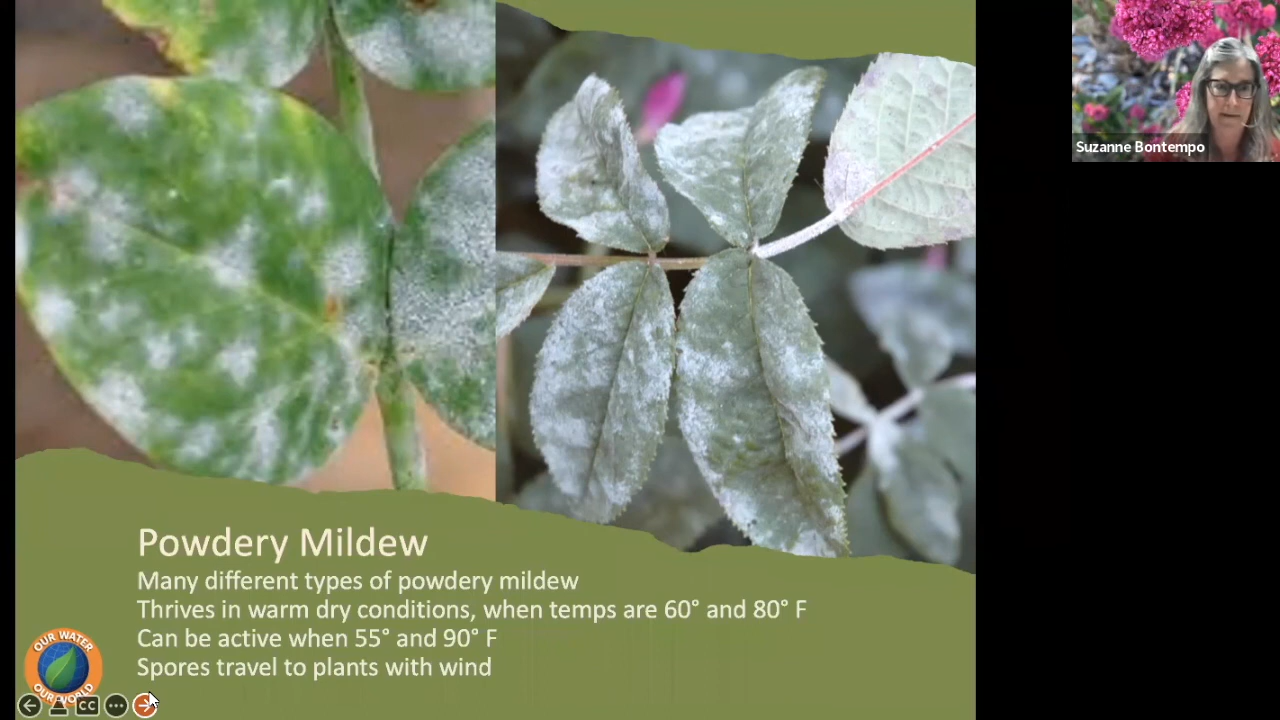 Suzanne Bontempo
Powdery Mildew
Many different types of powdery mildew
Thrives in warm dry conditions, when temps are 60° and 80° F
Can be active when 55° and 90° F
Spores travel to plants with wind
OUR WATER
OUR WORLD
CC